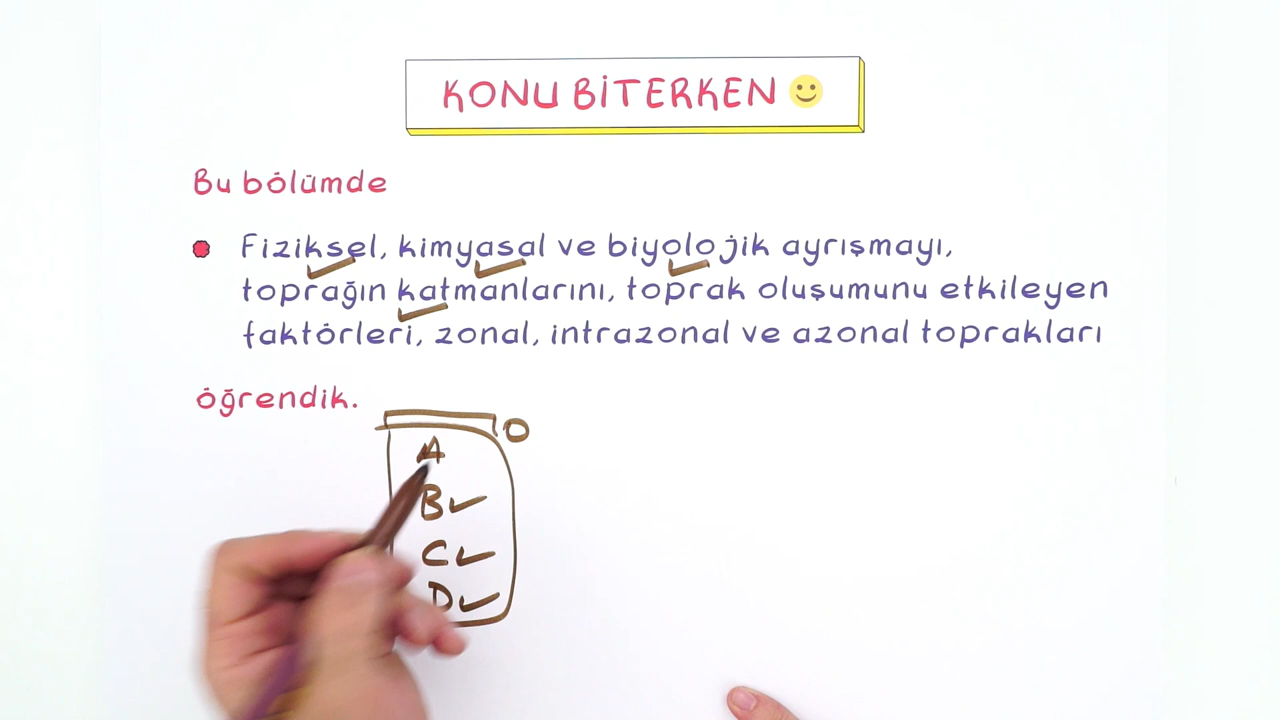 KONU BİTERKEN
Bu bölümde
Fiziksel, kimyasal ve biyolojik ayrışmayı,
toprağın katmanlarını, toprak oluşumunu etkileyen
faktörleri, zonal, intrazonal ve azonal toprakları
öğrendik.
O
A
B
C
D